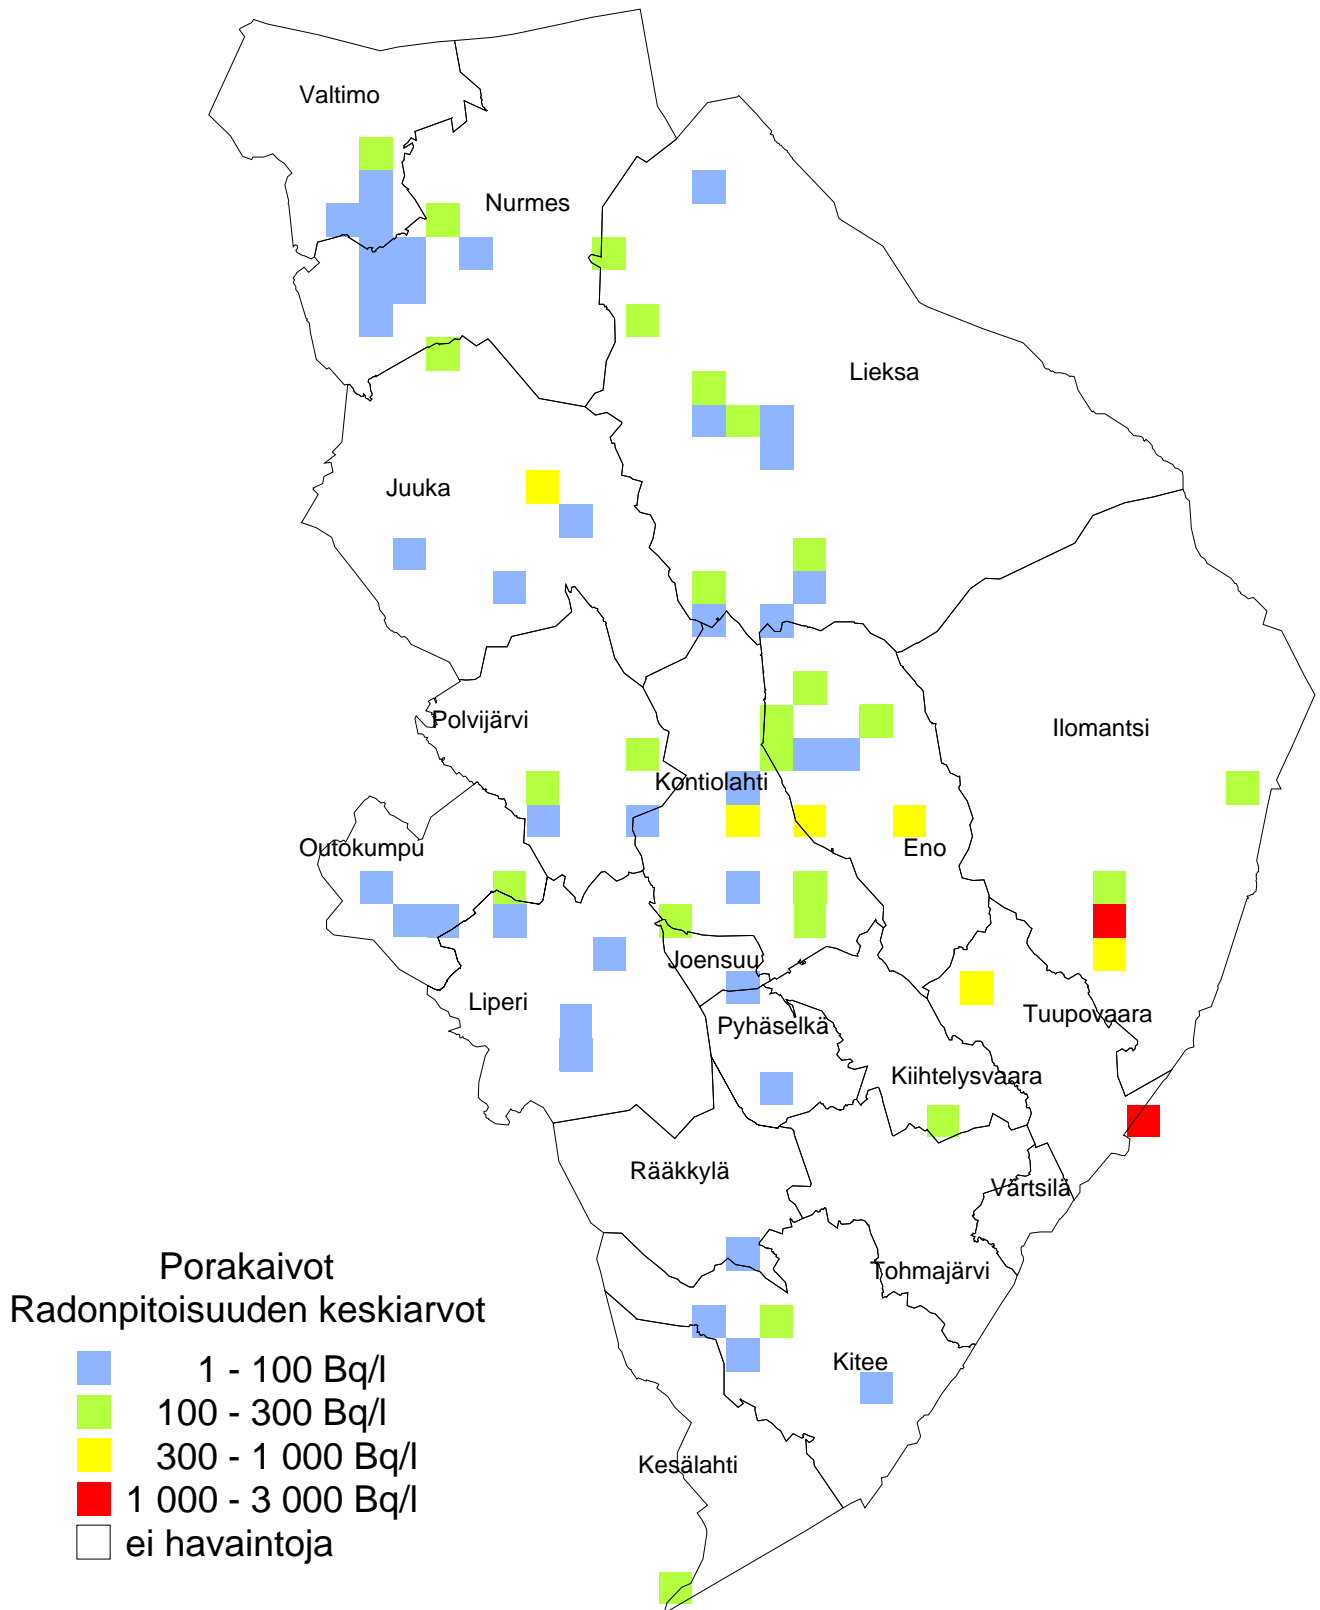 Valtimo
Nurmes
Lieksa
Juuka
Polvijärvi
Ilomantsi
Kontiolahti
Outokumpu
Eno
Joensuu
Liperi
Tuupovaara
Pyhäselkä
Kiihtelysvaara
Rääkkylä
Värtsilä
Tohmajärvi
Kitee
Kesälahti
Porakaivot
Radonpitoisuuden keskiarvot
1 - 100 Bq/l
100 - 300 Bq/l
300 - 1 000 Bq/l
1 000 - 3 000 Bq/l
ei havaintoja